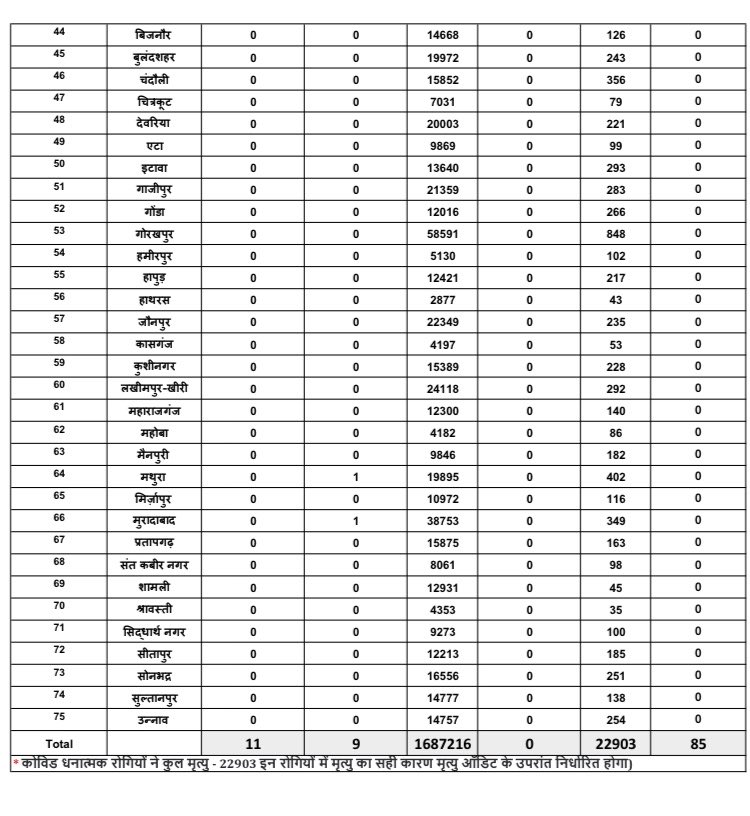 44 बिजनौर 0 0 14668 0 126 0
45 बुलंदशहर 0 0 19972 0 243 0
46 चंदौली 0 0 15852 0 356 0
47 चित्रकूट 0 0 7031 0 79 0
48 देवरिया 0 0 20003 0 221 0
49 एटा 0 0 9869 0 99 0
50 इटावा 0 0 13640 0 293 0
51 गाजीपुर 0 0 21359 0 283 0
52 गोंडा 0 0 12016 0 266 0
53 गोरखपुर 0 0 58591 0 848 0
54 हमीरपुर 0 0 5130 0 102 0
55 हापुड़ 0 0 12421 0 217 0
56 हाथरस 0 0 2877 0 43 0
57 जौनपुर 0 0 22349 0 235 0
58 कासगंज 0 0 4197 0 53 0
59 कुशीनगर 0 0 15389 0 228 0
60 लखीमपुर-खीरी 0 0 24118 0 292 0
61 महाराजगंज 0 0 12300 0 140 0
62 महोबा 0 0 4182 0 86 0
63 मैनपुरी 0 0 9846 0 182 0
64 मथुरा 0 1 19895 0 402 0
65 मिर्ज़ापुर 0 0 10972 0 116 0
66 मुरादाबाद 0 1 38753 0 349 0
67 प्रतापगढ़ 0 0 15875 0 163 0
68 संत कबीर नगर 0 0 8061 0 98 0
69 शामली 0 0 12931 0 45 0
70 श्रावस्ती 0 0 4353 0 35 0
71 सिद्धार्थ नगर 0 0 9273 0 100 0
72 सीतापुर 0 0 12213 0 185 0
73 सोनभद्र 0 0 16556 0 251 0
74 सुल्तानपुर 0 0 14777 0 138 0
75 उन्नाव 0 0 14757 0 254 0
Total 11 9 1687216 0 22903 85
* कोविड धनात्मक रोगियों ने कुल मृत्यु - 22903 इन रोगियों में मृत्यु का सही कारण मृत्यु ऑडिट के उपरांत निर्धारित होगा)